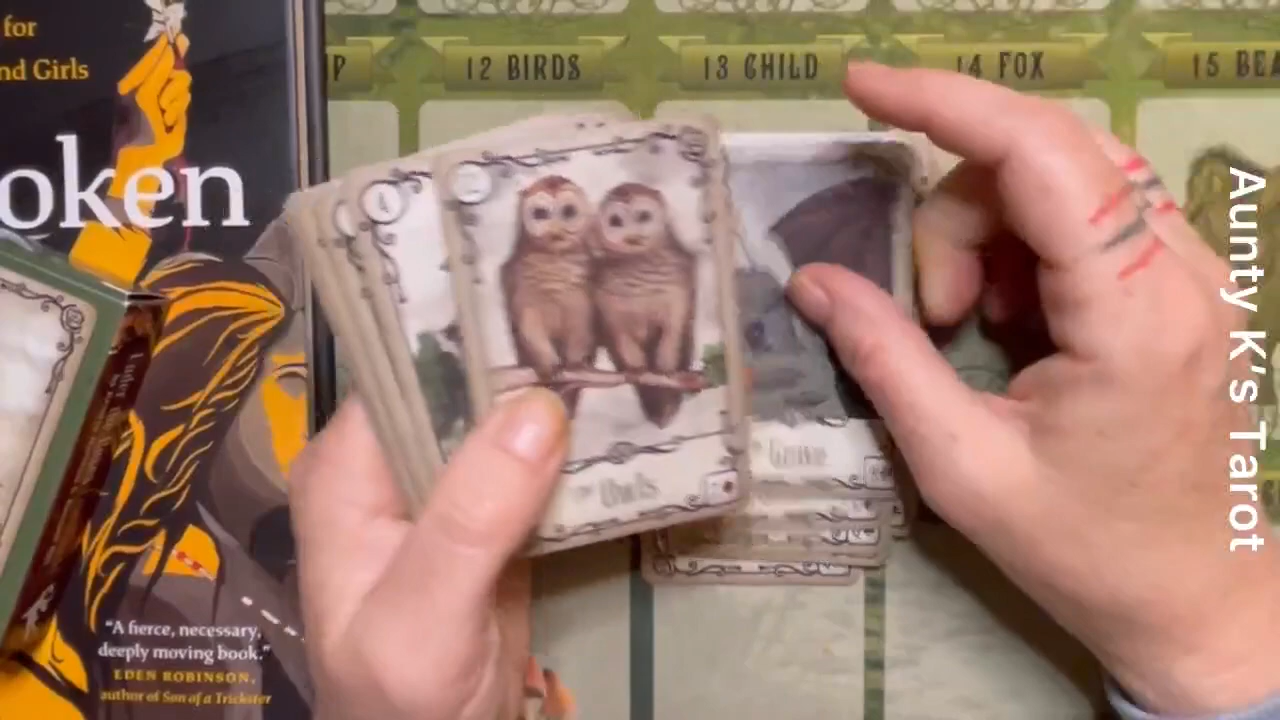 for
nd Girls
oken
"A fierce, necessary,
deeply moving book."
EDEN ROBINSON,
author of Son of a Trickster
12 BIRDS
13 CHILD
14 FOX
15 BEA
Owls
Aunty K's Tarot